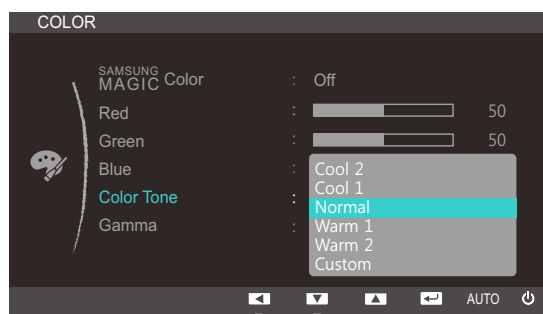 COLOR
SAMSUNG MAGIC Color : Off
Red : 50
Green : 50
Blue :
Color Tone :
Gamma :
Cool 2
Cool 1
Normal
Warm 1
Warm 2
Custom
AUTO